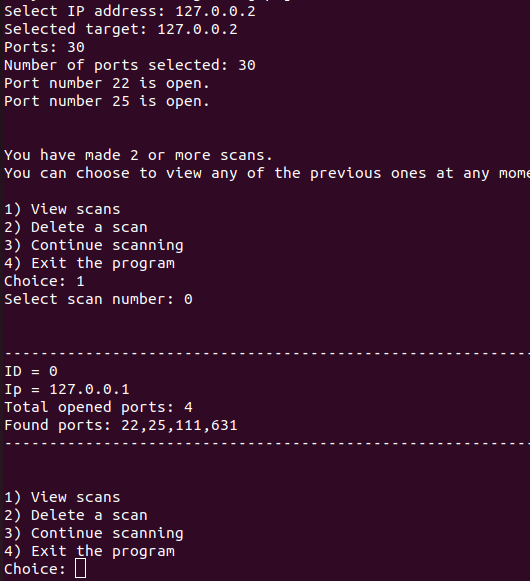 Select IP address: 127.0.0.2
Selected target: 127.0.0.2
Ports: 30
Number of ports selected: 30
Port number 22 is open.
Port number 25 is open.
You have made 2 or more scans.
You can choose to view any of the previous ones at any mome
1) View scans
2) Delete a scan
3) Continue scanning
4) Exit the program
Choice: 1
Select scan number: 0
-----------------------------------------------------------
ID = 0
Ip = 127.0.0.1
Total opened ports: 4
Found ports: 22,25,111,631
-----------------------------------------------------------
1) View scans
2) Delete a scan
3) Continue scanning
4) Exit the program
Choice: